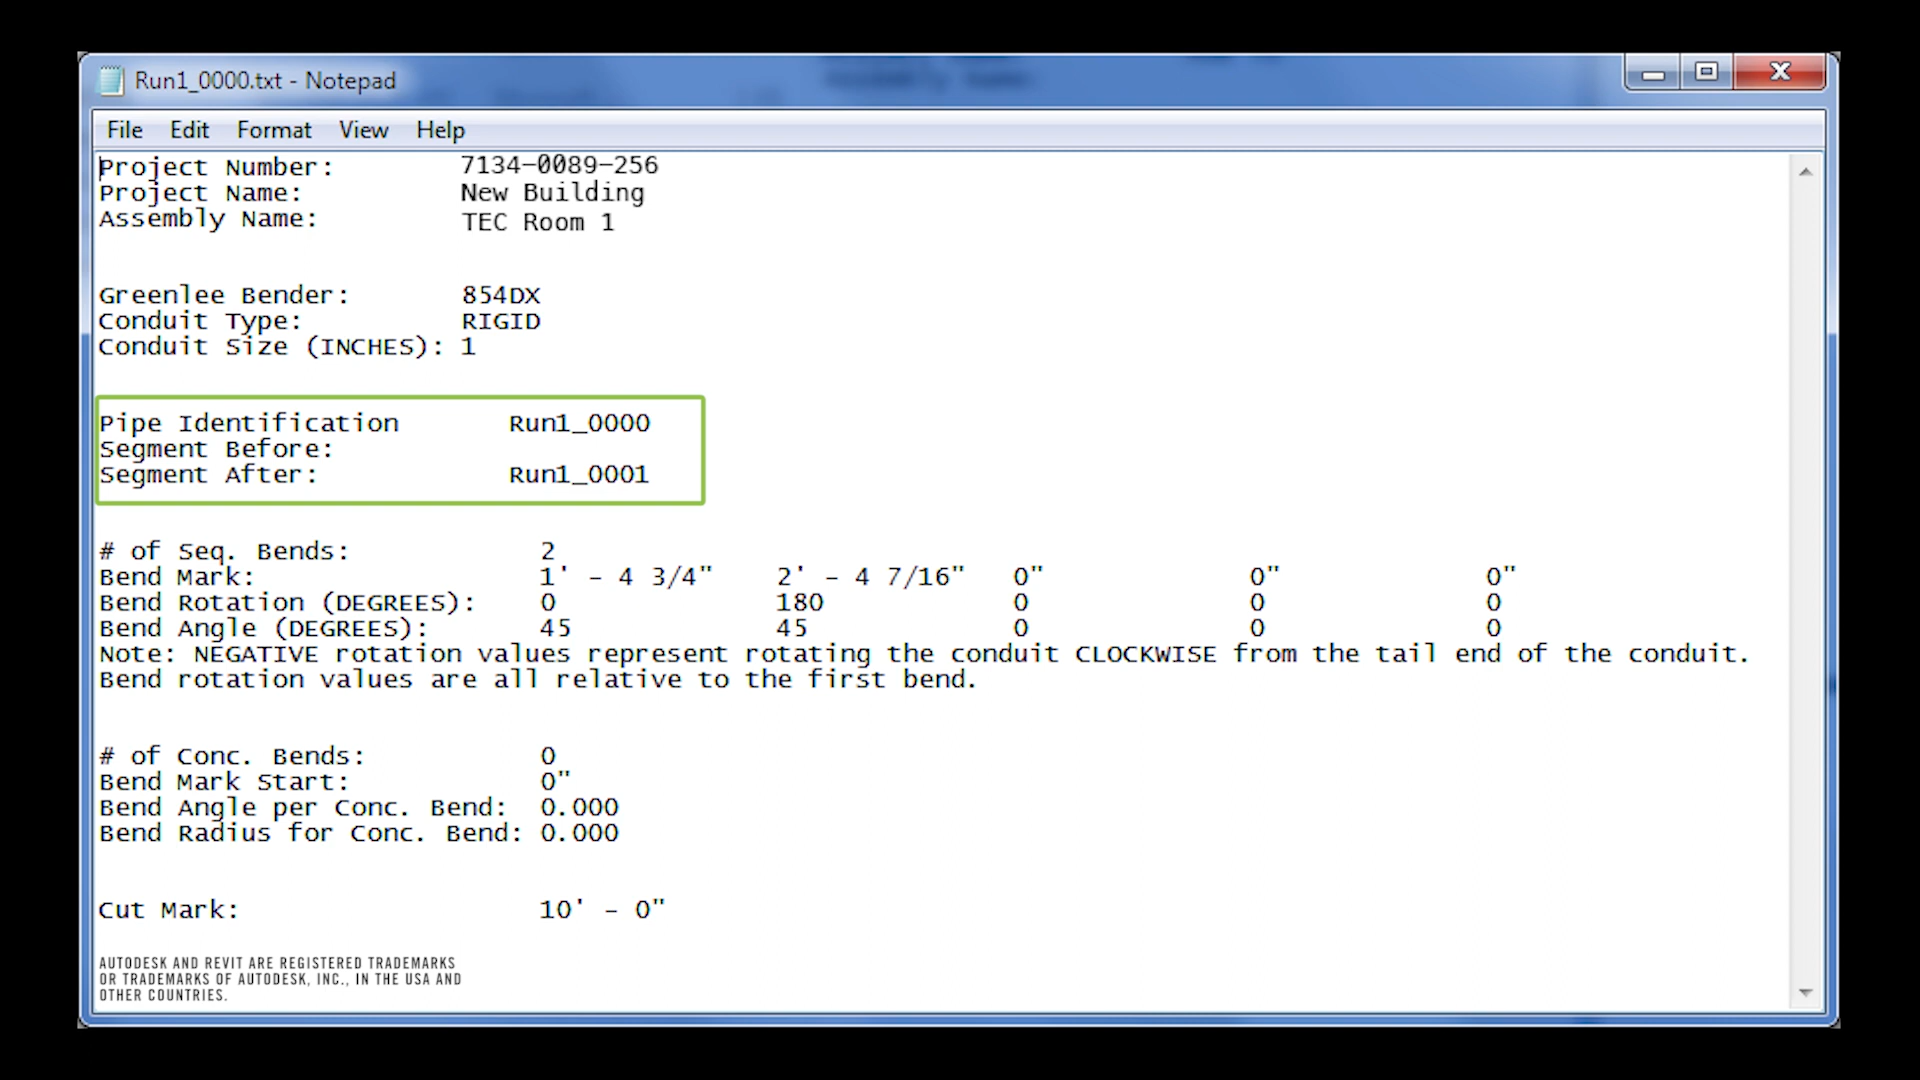 Run1_0000.txt - Notepad
File Edit Format View Help
Project Number: 7134-0089-256
Project Name: New Building
Assembly Name: TEC Room 1
Greenlee Bender: 854DX
Conduit Type: RIGID
Conduit Size (INCHES): 1
Pipe Identification Run1_0000
Segment Before:
Segment After: Run1_0001
# of Seq. Bends: 2
Bend Mark: 1' - 4 3/4" 2' - 4 7/16" 0" 0" 0"
Bend Rotation (DEGREES): 0 180 0 0 0
Bend Angle (DEGREES): 45 45 0 0 0
Note: NEGATIVE rotation values represent rotating the conduit CLOCKWISE from the tail end of the conduit.
Bend rotation values are all relative to the first bend.
# of Conc. Bends: 0
Bend Mark Start: 0"
Bend Angle per Conc. Bend: 0.000
Bend Radius for Conc. Bend: 0.000
Cut Mark: 10' - 0"
AUTODESK AND REVIT ARE REGISTERED TRADEMARKS
OR TRADEMARKS OF AUTODESK, INC., IN THE USA AND
OTHER COUNTRIES.